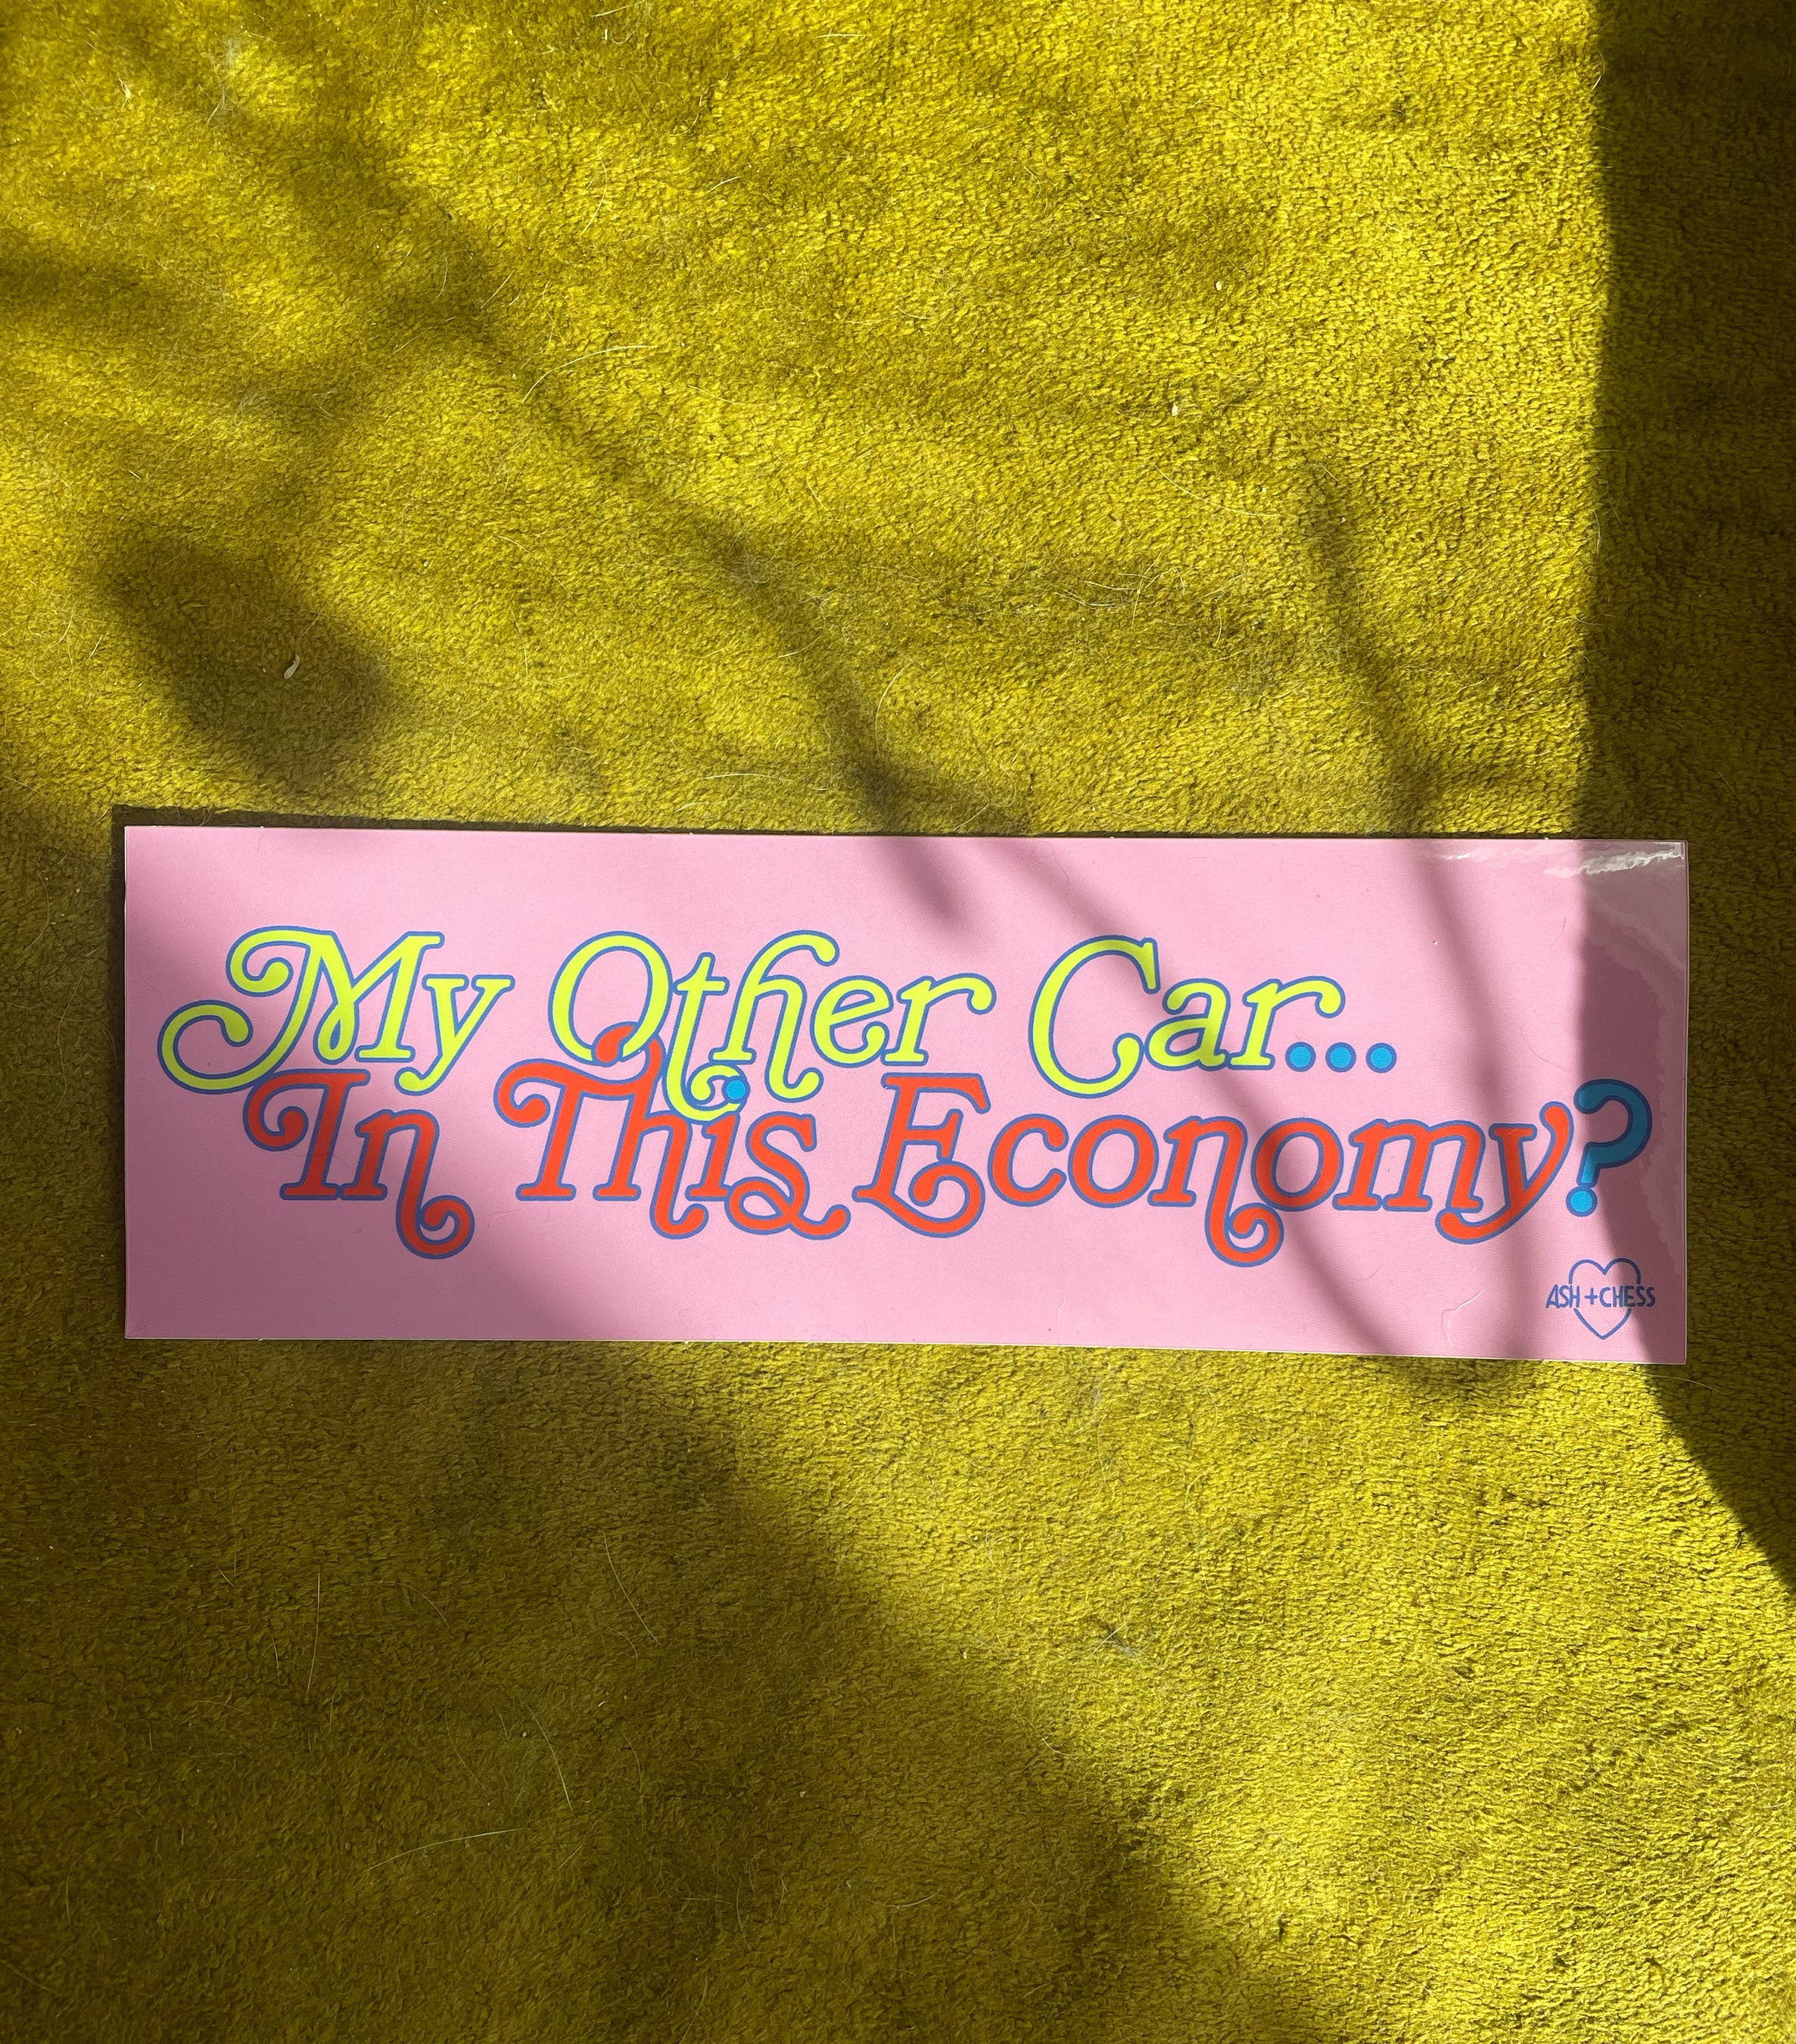 My Other Car...
In This Economy?
ASH + CHESS